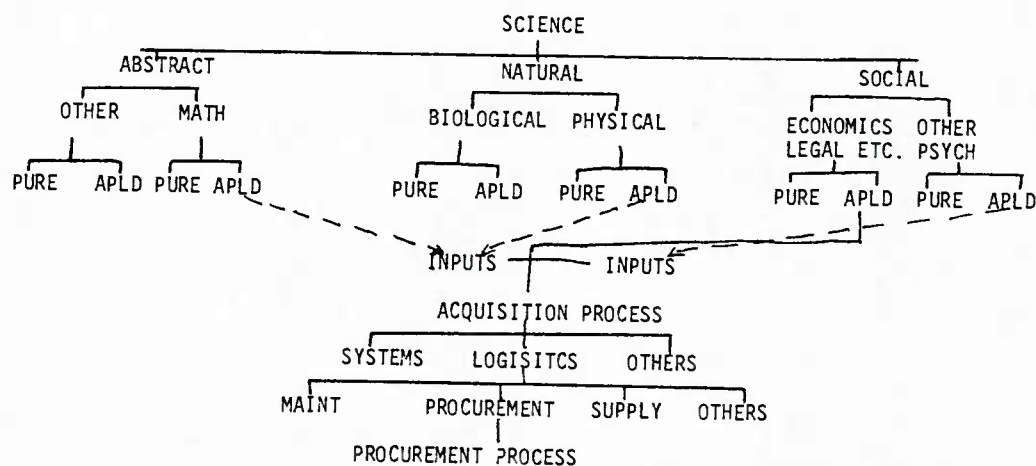 SCIENCE
ABSTRACT NATURAL SOCIAL
OTHER MATH BIOLOGICAL PHYSICAL ECONOMICS OTHER
LEGAL ETC. PSYCH
PURE APLD PURE APLD PURE APLD PURE APLD PURE APLD PURE APLD
INPUTS INPUTS
ACQUISITION PROCESS
SYSTEMS LOGISITCS OTHERS
MAINT PROCUREMENT SUPPLY OTHERS
PROCUREMENT PROCESS